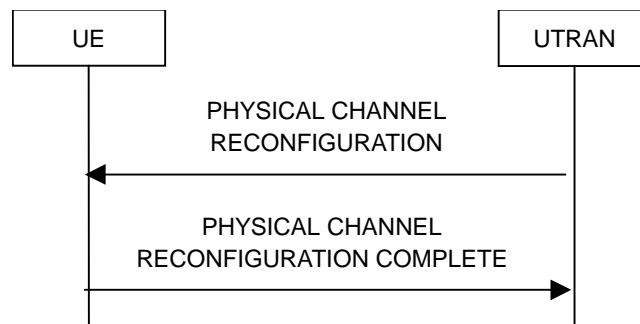 UE
UTRAN
PHYSICAL CHANNEL
RECONFIGURATION
PHYSICAL CHANNEL
RECONFIGURATION COMPLETE